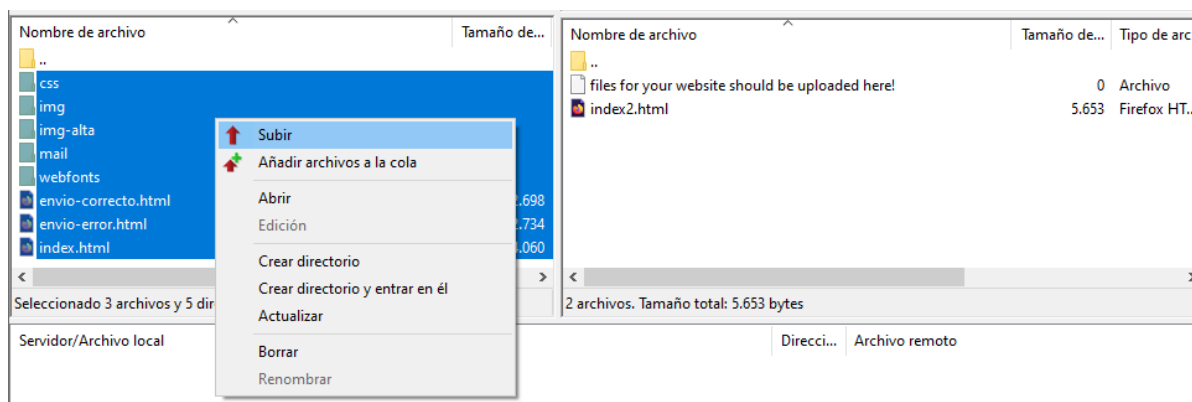 Nombre de archivo
Tamaño de...
..
css
img
img-alta
mail
webfonts
envio-correcto.html
.698
envio-error.html
.734
index.html
.060
Seleccionado 3 archivos y 5 dir
Subir
Añadir archivos a la cola
Abrir
Edición
Crear directorio
Crear directorio y entrar en él
Actualizar
Borrar
Renombrar
Nombre de archivo
Tamaño de...
Tipo de arc
..
files for your website should be uploaded here!
0
Archivo
index2.html
5.653
Firefox HT..
2 archivos. Tamaño total: 5.653 bytes
Servidor/Archivo local
Direcci...
Archivo remoto